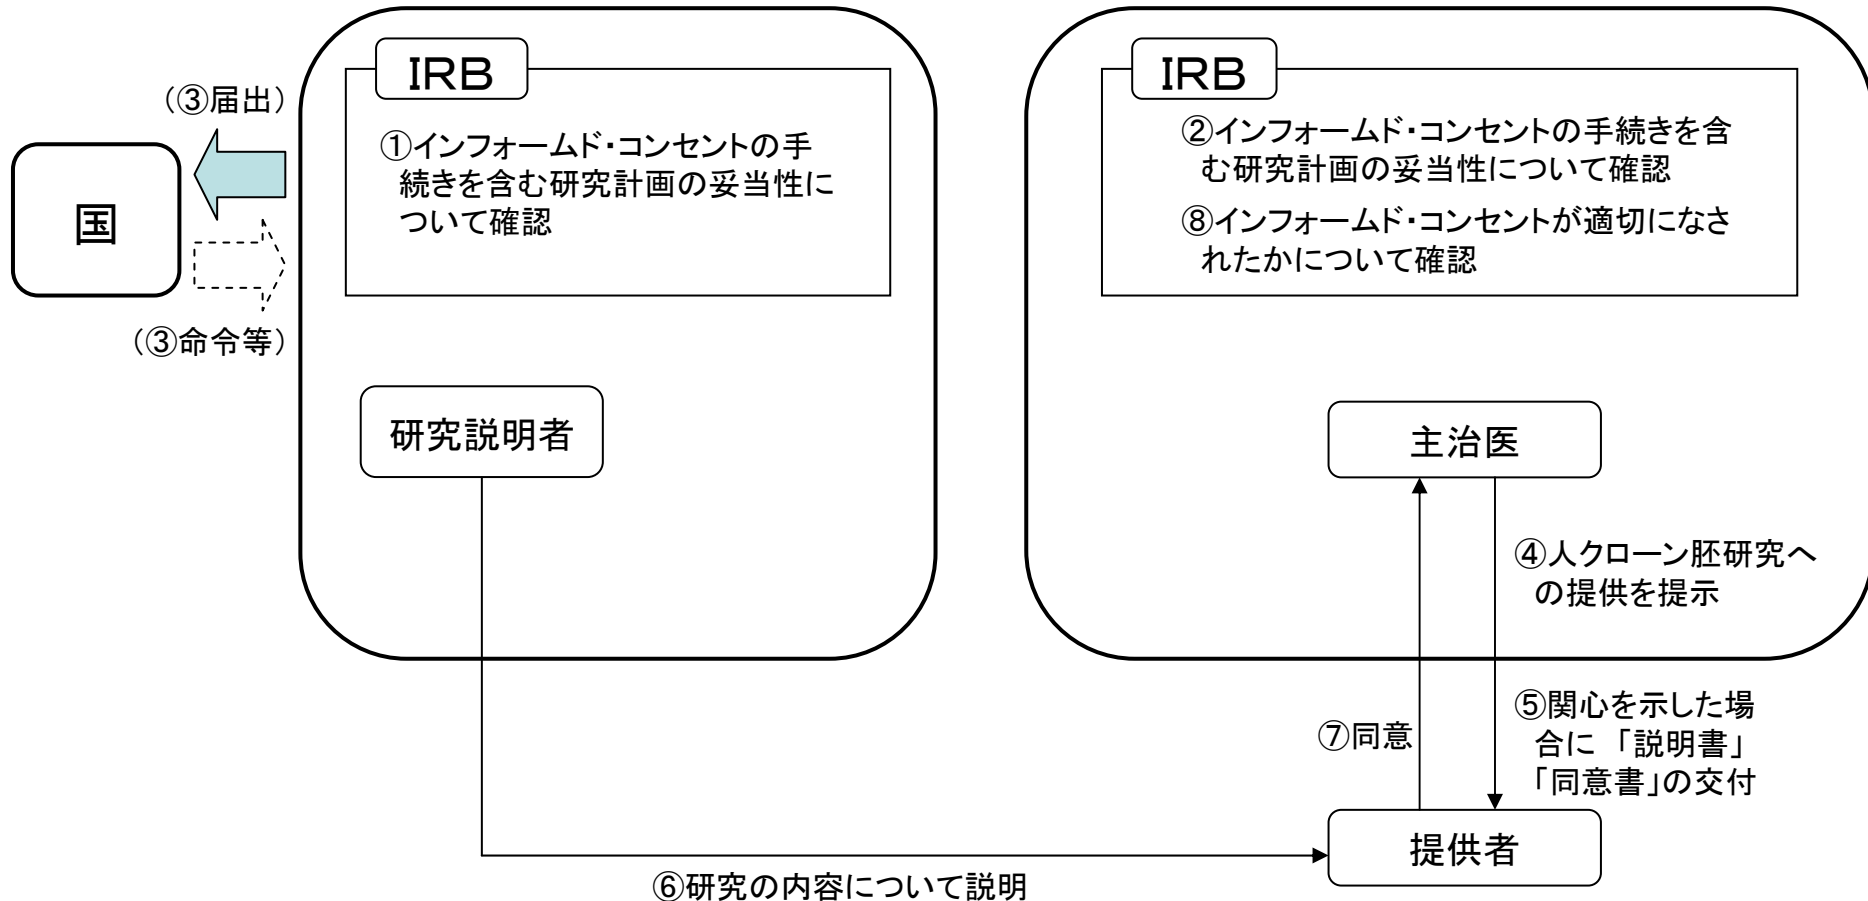 (③届出)
国
(③命令等)
IRB
①インフォームド・コンセントの手
続きを含む研究計画の妥当性に
ついて確認
研究説明者
IRB
②インフォームド・コンセントの手続きを含
む研究計画の妥当性について確認
⑧インフォームド・コンセントが適切になさ
れたかについて確認
主治医
④人クローン胚研究へ
の提供を提示
⑤関心を示した場
合に 「説明書」
「同意書」の交付
⑦同意
提供者
⑥研究の内容について説明